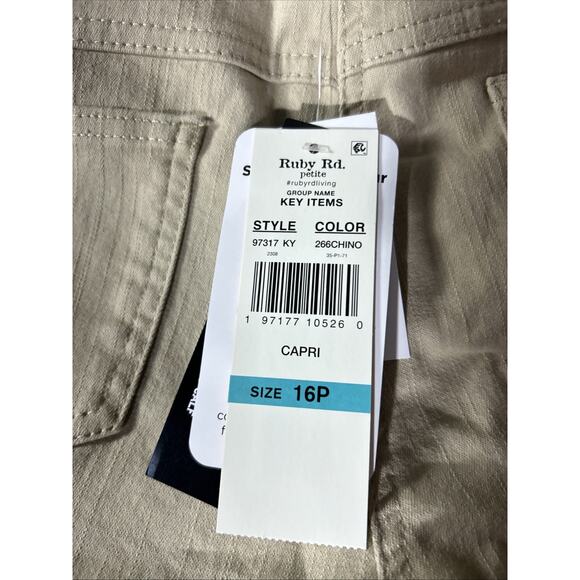 Ruby Rd.
petite
#rubyrdliving
GROUP NAME
KEY ITEMS
STYLE COLOR
97317 KY 266CHINO
2308 35-P1-71
1 97177 10526 0
CAPRI
SIZE 16P